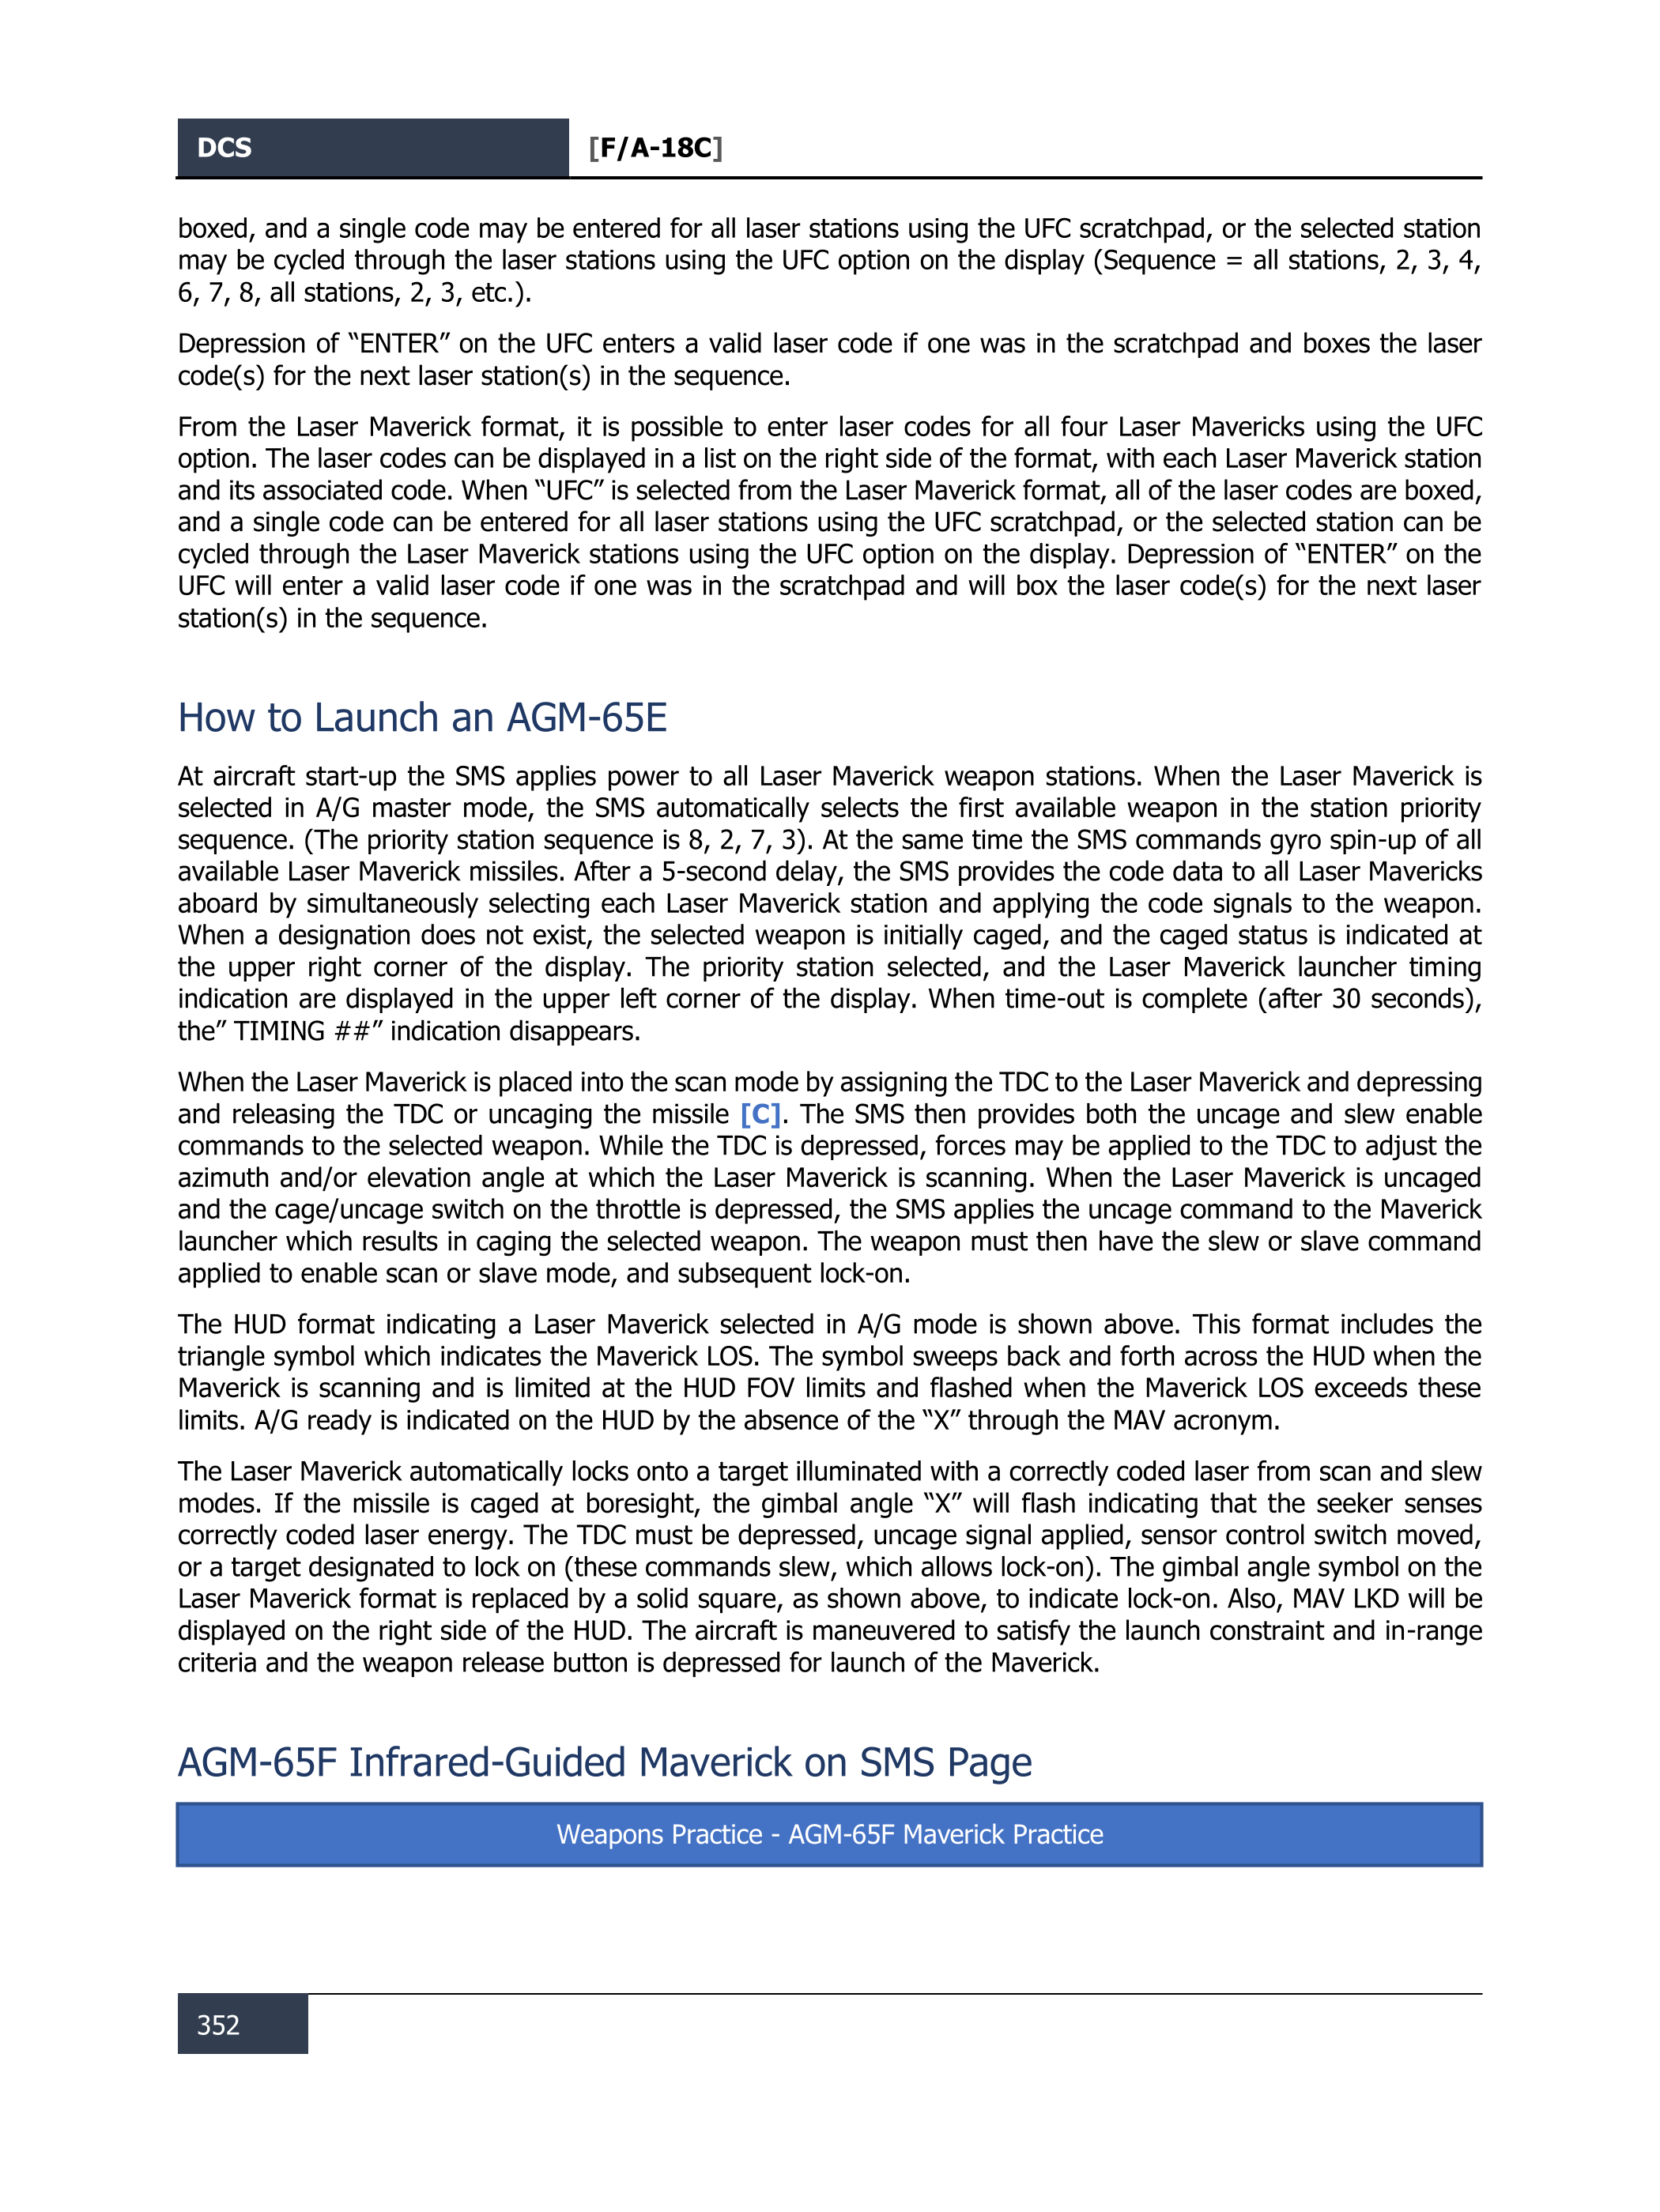 DCS [F/A-18C]
boxed, and a single code may be entered for all laser stations using the UFC scratchpad, or the selected station
may be cycled through the laser stations using the UFC option on the display (Sequence = all stations, 2, 3, 4,
6, 7, 8, all stations, 2, 3, etc.).
Depression of “ENTER” on the UFC enters a valid laser code if one was in the scratchpad and boxes the laser
code(s) for the next laser station(s) in the sequence.
From the Laser Maverick format, it is possible to enter laser codes for all four Laser Mavericks using the UFC
option. The laser codes can be displayed in a list on the right side of the format, with each Laser Maverick station
and its associated code. When “UFC” is selected from the Laser Maverick format, all of the laser codes are boxed,
and a single code can be entered for all laser stations using the UFC scratchpad, or the selected station can be
cycled through the Laser Maverick stations using the UFC option on the display. Depression of “ENTER” on the
UFC will enter a valid laser code if one was in the scratchpad and will box the laser code(s) for the next laser
station(s) in the sequence.
How to Launch an AGM-65E
At aircraft start-up the SMS applies power to all Laser Maverick weapon stations. When the Laser Maverick is
selected in A/G master mode, the SMS automatically selects the first available weapon in the station priority
sequence. (The priority station sequence is 8, 2, 7, 3). At the same time the SMS commands gyro spin-up of all
available Laser Maverick missiles. After a 5-second delay, the SMS provides the code data to all Laser Mavericks
aboard by simultaneously selecting each Laser Maverick station and applying the code signals to the weapon.
When a designation does not exist, the selected weapon is initially caged, and the caged status is indicated at
the upper right corner of the display. The priority station selected, and the Laser Maverick launcher timing
indication are displayed in the upper left corner of the display. When time-out is complete (after 30 seconds),
the” TIMING ##” indication disappears.
When the Laser Maverick is placed into the scan mode by assigning the TDC to the Laser Maverick and depressing
and releasing the TDC or uncaging the missile [C]. The SMS then provides both the uncage and slew enable
commands to the selected weapon. While the TDC is depressed, forces may be applied to the TDC to adjust the
azimuth and/or elevation angle at which the Laser Maverick is scanning. When the Laser Maverick is uncaged
and the cage/uncage switch on the throttle is depressed, the SMS applies the uncage command to the Maverick
launcher which results in caging the selected weapon. The weapon must then have the slew or slave command
applied to enable scan or slave mode, and subsequent lock-on.
The HUD format indicating a Laser Maverick selected in A/G mode is shown above. This format includes the
triangle symbol which indicates the Maverick LOS. The symbol sweeps back and forth across the HUD when the
Maverick is scanning and is limited at the HUD FOV limits and flashed when the Maverick LOS exceeds these
limits. A/G ready is indicated on the HUD by the absence of the “X” through the MAV acronym.
The Laser Maverick automatically locks onto a target illuminated with a correctly coded laser from scan and slew
modes. If the missile is caged at boresight, the gimbal angle “X” will flash indicating that the seeker senses
correctly coded laser energy. The TDC must be depressed, uncage signal applied, sensor control switch moved,
or a target designated to lock on (these commands slew, which allows lock-on). The gimbal angle symbol on the
Laser Maverick format is replaced by a solid square, as shown above, to indicate lock-on. Also, MAV LKD will be
displayed on the right side of the HUD. The aircraft is maneuvered to satisfy the launch constraint and in-range
criteria and the weapon release button is depressed for launch of the Maverick.
AGM-65F Infrared-Guided Maverick on SMS Page
Weapons Practice - AGM-65F Maverick Practice
352